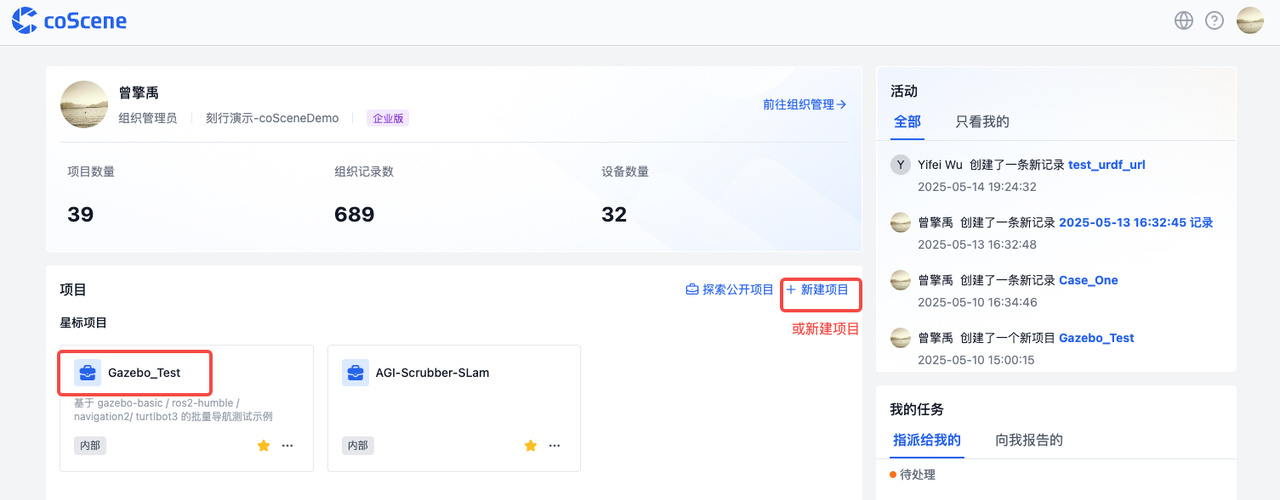 coScene
曾擎禹
组织管理员 刻行演示-coSceneDemo 企业版
前往组织管理→
项目数量 组织记录数 设备数量
39 689 32
项目
探索公开项目 + 新建项目
或新建项目
星标项目
Gazebo_Test
基于 gazebo-basic / ros2-humble /
navigation2/ turtlbot3 的批量导航测试示例
内部
AGI-Scrubber-SLam
内部
活动
全部 只看我的
Y Yifei Wu 创建了一条新记录 test_urdf_url
2025-05-14 19:24:32
曾擎禹 创建了一条新记录 2025-05-13 16:32:45 记录
2025-05-13 16:32:48
曾擎禹 创建了一条新记录 Case_One
2025-05-10 16:34:46
曾擎禹 创建了一个新项目 Gazebo_Test
2025-05-10 15:00:15
我的任务
指派给我的 向我报告的
待处理